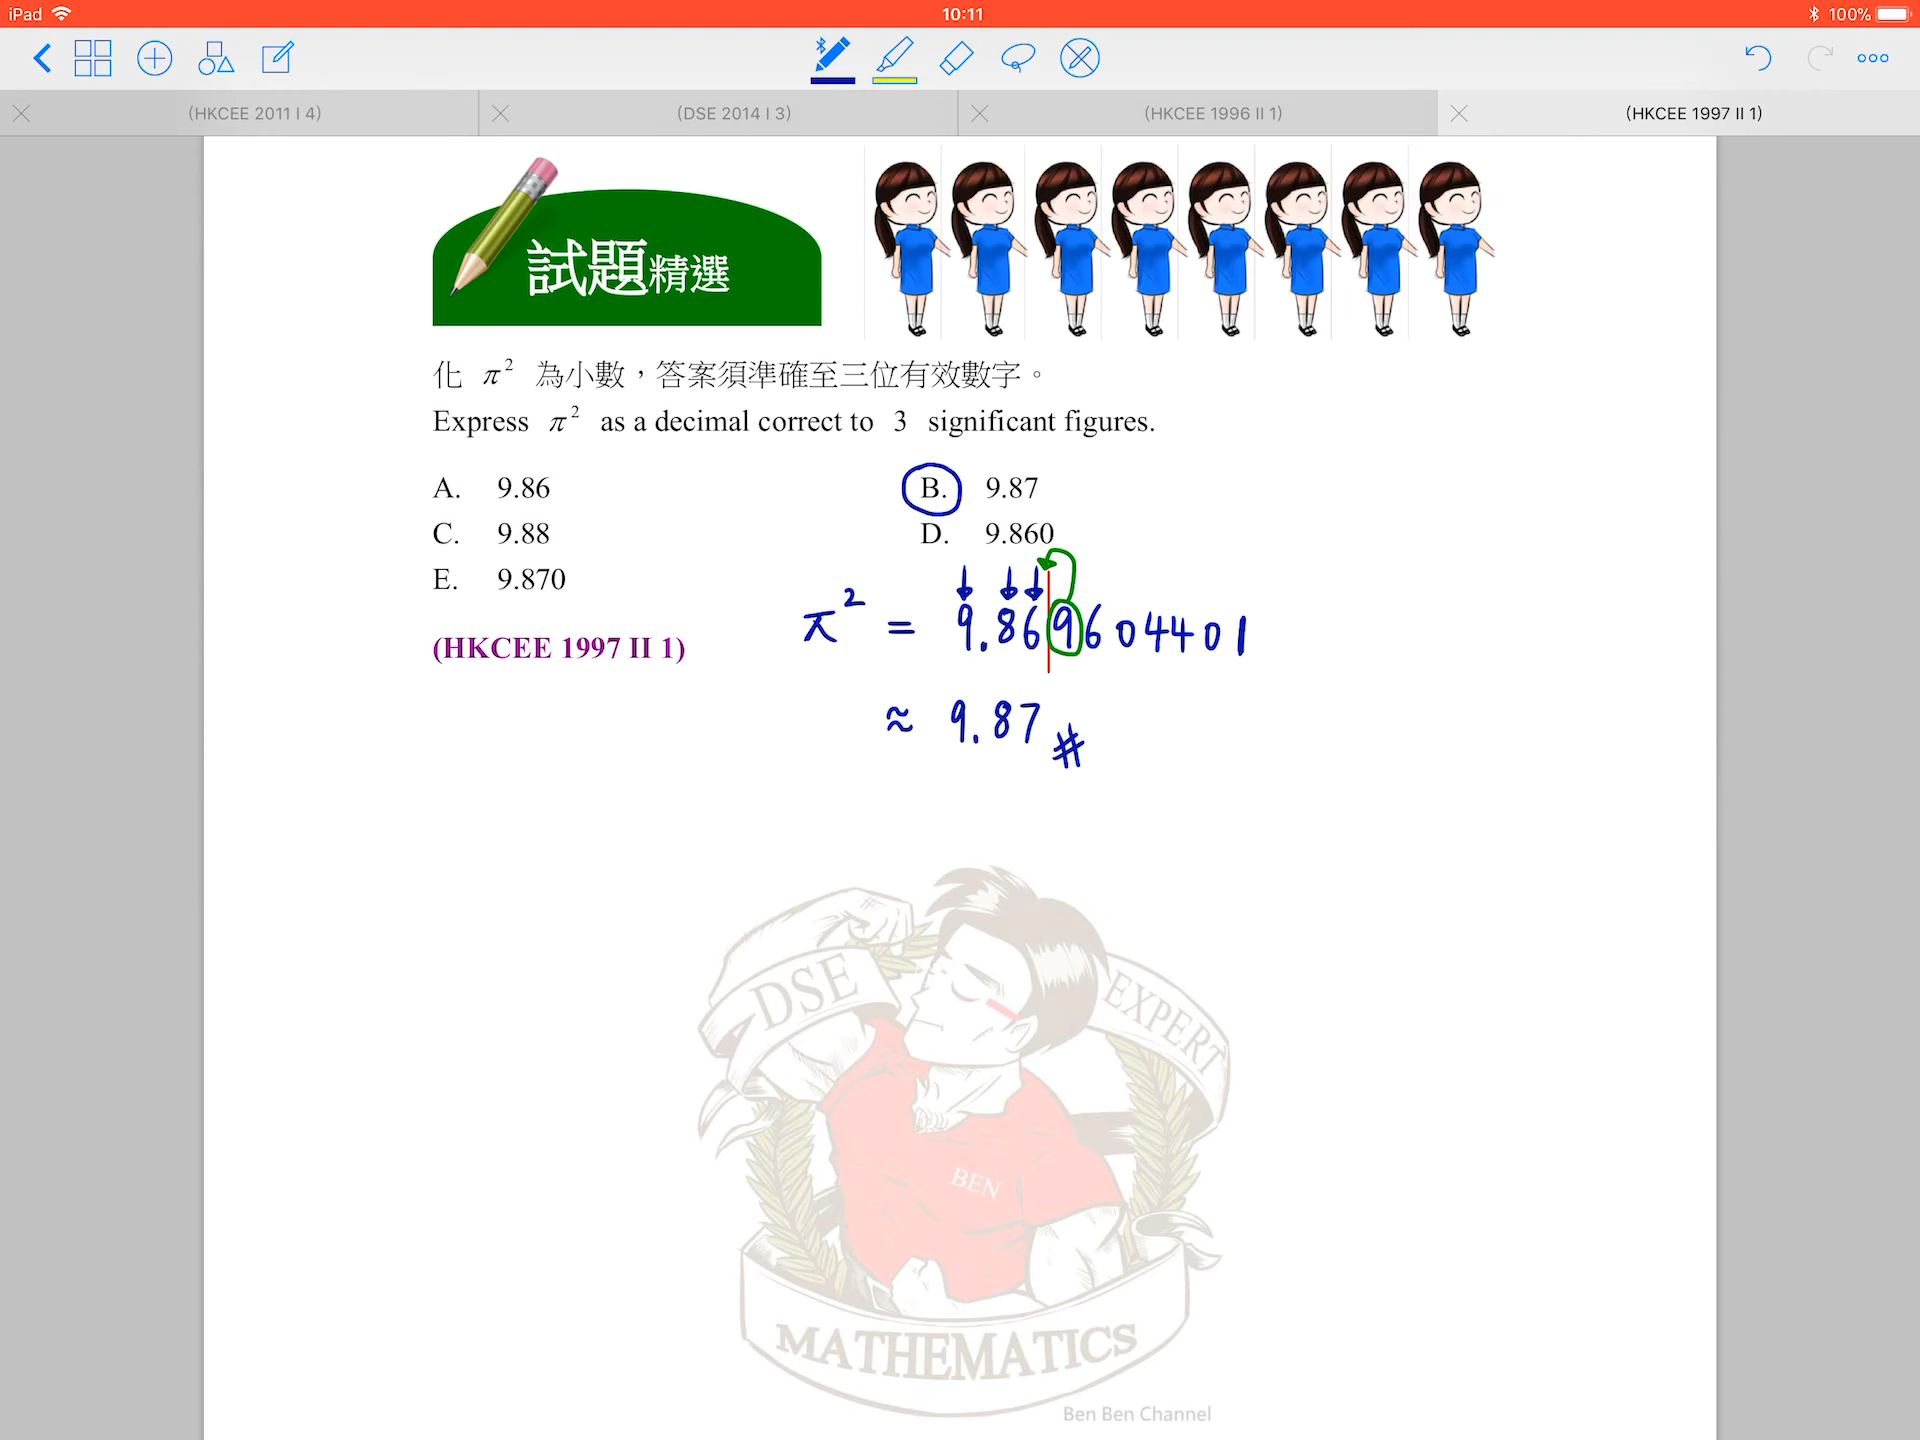 iPad 10:11 100%
(HKCEE 2011 I 4) (DSE 2014 I 3) (HKCEE 1996 II 1) (HKCEE 1997 II 1)
試題精選
化 π² 為小數，答案須準確至三位有效數字。
Express π² as a decimal correct to 3 significant figures.
A. 9.86 B. 9.87
C. 9.88 D. 9.860
E. 9.870
(HKCEE 1997 II 1)
π² = 9.869604401
≈ 9.87 #
DSE EXPERT
BEN
MATHEMATICS
Ben Ben Channel